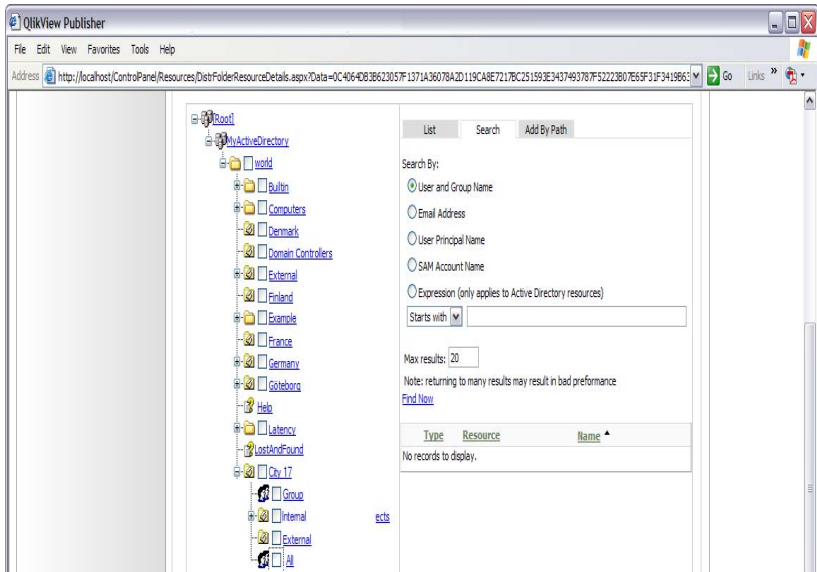 QlikView Publisher
File Edit View Favorites Tools Help
Address http://localhost/ControlPanel/Resources/DistrFolderResourceDetails.aspx?Data=0C4064DB3B623057F1371A36078A2D119CA8E7217BC251593E3437493787F52223B07E65F31F3419B63 Go Links »
[Root]
MyActiveDirectory
world
Builtin
Computers
Denmark
Domain Controllers
External
Finland
Example
France
Germany
Göteborg
Help
Latency
LostAndFound
City 17
Group
Internal ects
External
All
List Search Add By Path
Search By:
User and Group Name
Email Address
User Principal Name
SAM Account Name
Expression (only applies to Active Directory resources)
Starts with
Max results: 20
Note: returning to many results may result in bad preformance
Find Now
Type Resource Name
No records to display.